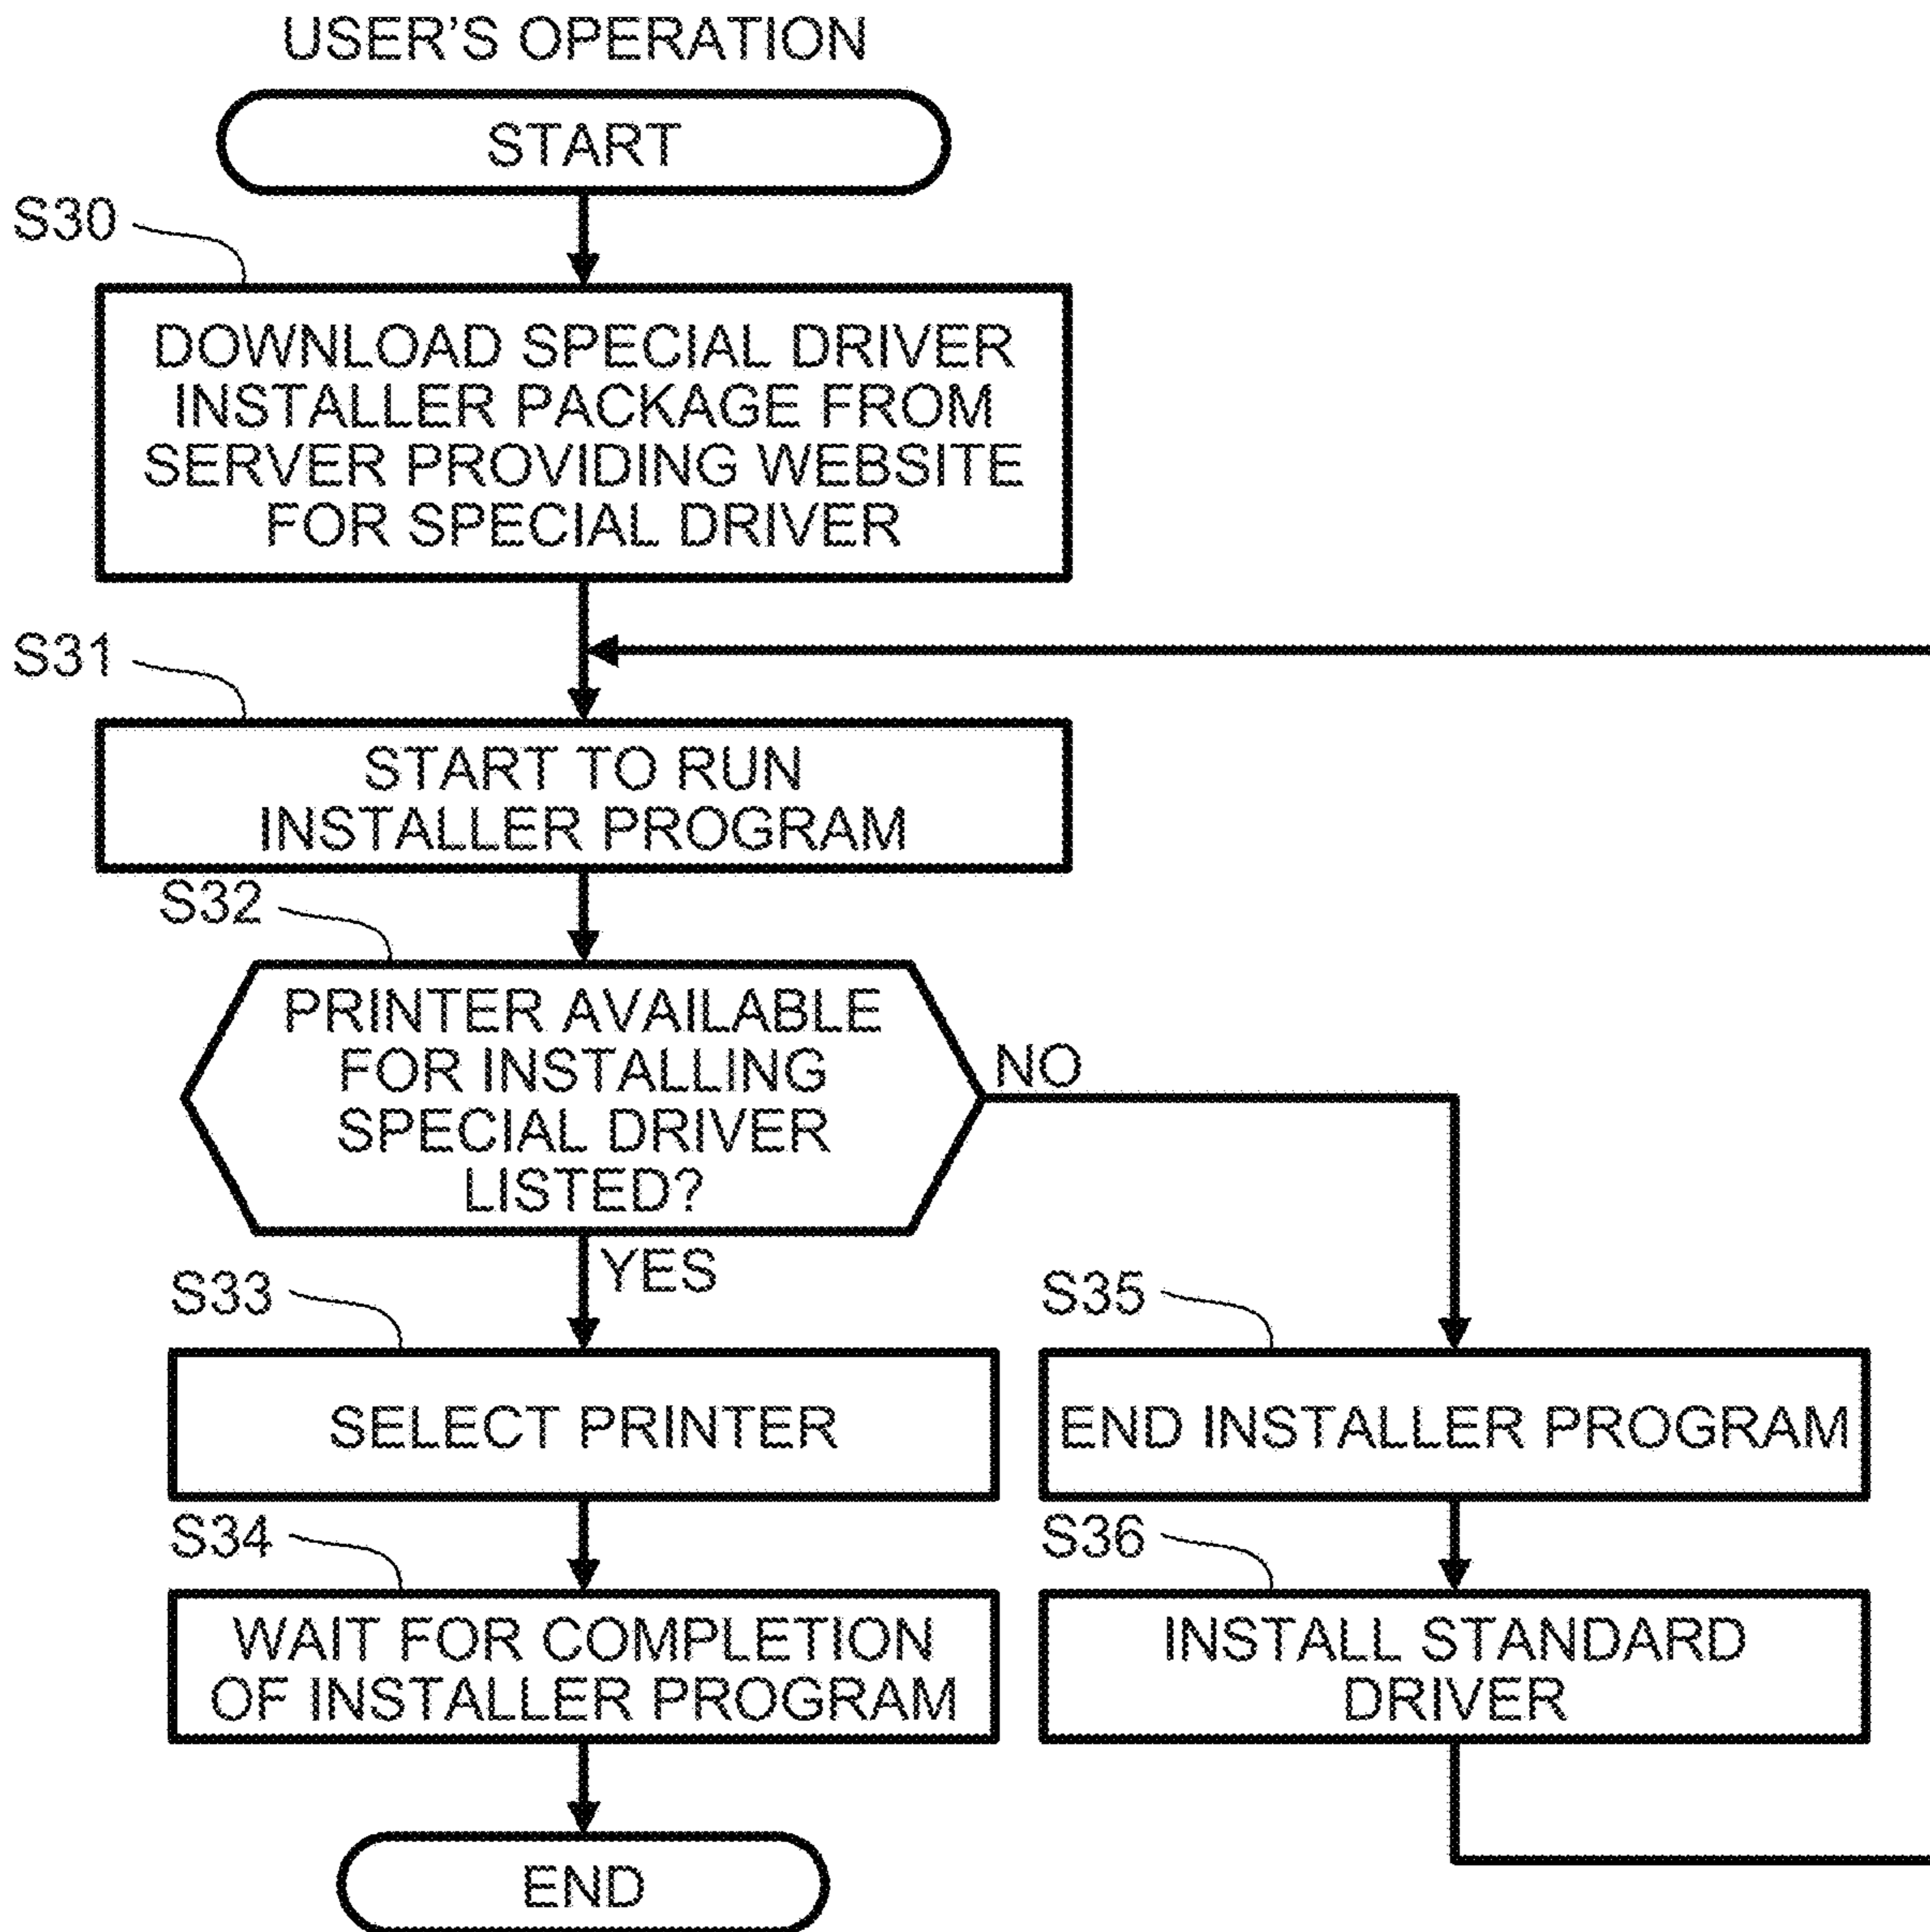 USER'S OPERATION
START
S30
DOWNLOAD SPECIAL DRIVER
INSTALLER PACKAGE FROM
SERVER PROVIDING WEBSITE
FOR SPECIAL DRIVER
S31
START TO RUN
INSTALLER PROGRAM
S32
PRINTER AVAILABLE
FOR INSTALLING
SPECIAL DRIVER
LISTED?
NO
YES
S33
SELECT PRINTER
S35
END INSTALLER PROGRAM
S34
WAIT FOR COMPLETION
OF INSTALLER PROGRAM
S36
INSTALL STANDARD
DRIVER
END